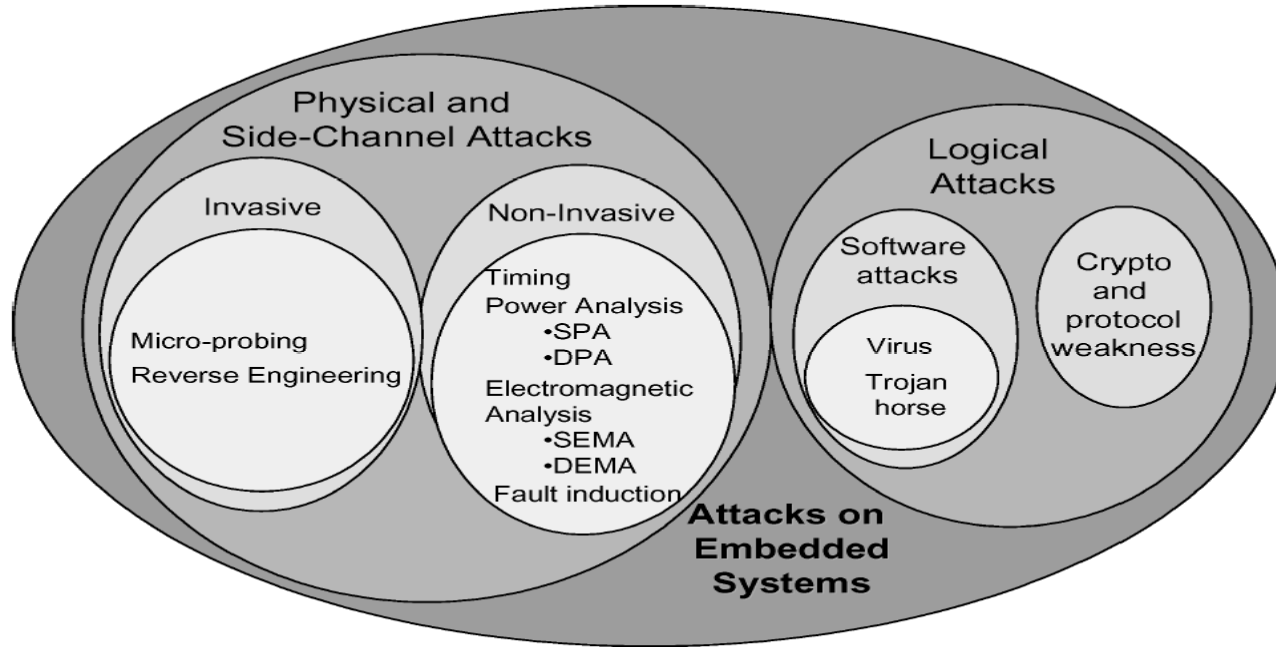 Physical and
Side-Channel Attacks
Invasive
Micro-probing
Reverse Engineering
Non-Invasive
Timing
Power Analysis
•SPA
•DPA
Electromagnetic
Analysis
•SEMA
•DEMA
Fault induction
Logical
Attacks
Software
attacks
Virus
Trojan
horse
Crypto
and
protocol
weakness
Attacks on
Embedded
Systems